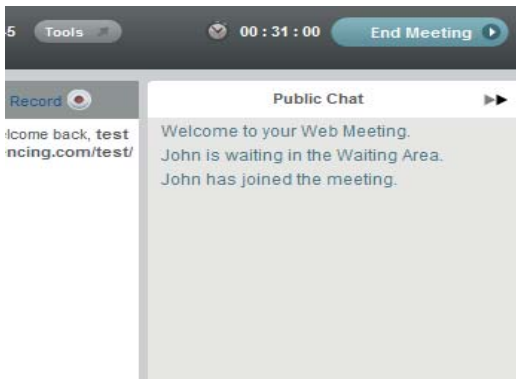 -5 Tools 00:31:00 End Meeting
Record Public Chat
lcome back, test
ncing.com/test/
Welcome to your Web Meeting.
John is waiting in the Waiting Area.
John has joined the meeting.